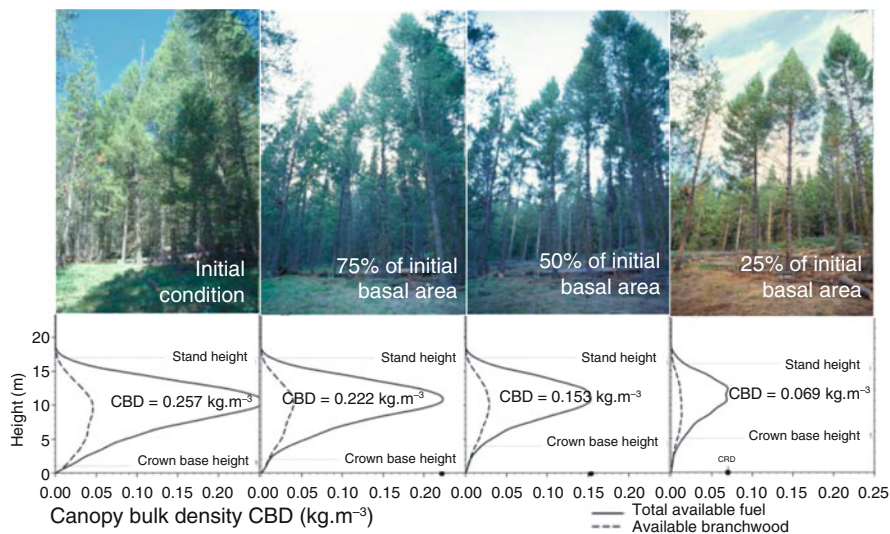 Initial
condition
75% of initial
basal area
50% of initial
basal area
25% of initial
basal area
Height (m)
20
15
10
5
0
Stand height
CBD = 0.257 kg.m⁻³
Crown base height
Stand height
CBD = 0.222 kg.m⁻³
Crown base height
Stand height
CBD = 0.153 kg.m⁻³
Crown base height
Stand height
CBD = 0.069 kg.m⁻³
Crown base height
CRD
0.00 0.05 0.10 0.15 0.20 0.00 0.05 0.10 0.15 0.20 0.00 0.05 0.10 0.15 0.20 0.00 0.05 0.10 0.15 0.20 0.25
Canopy bulk density CBD (kg.m⁻³)
Total available fuel
Available branchwood